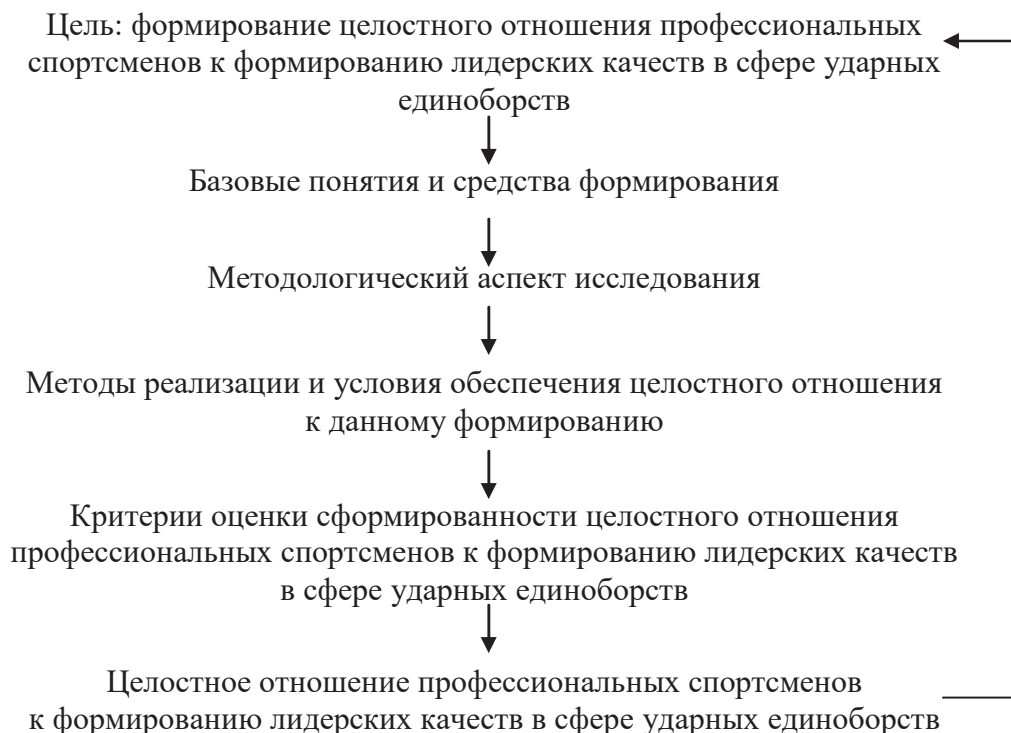 Цель: формирование целостного отношения профессиональных
спортсменов к формированию лидерских качеств в сфере ударных
единоборств
Базовые понятия и средства формирования
Методологический аспект исследования
Методы реализации и условия обеспечения целостного отношения
к данному формированию
Критерии оценки сформированности целостного отношения
профессиональных спортсменов к формированию лидерских качеств
в сфере ударных единоборств
Целостное отношение профессиональных спортсменов
к формированию лидерских качеств в сфере ударных единоборств